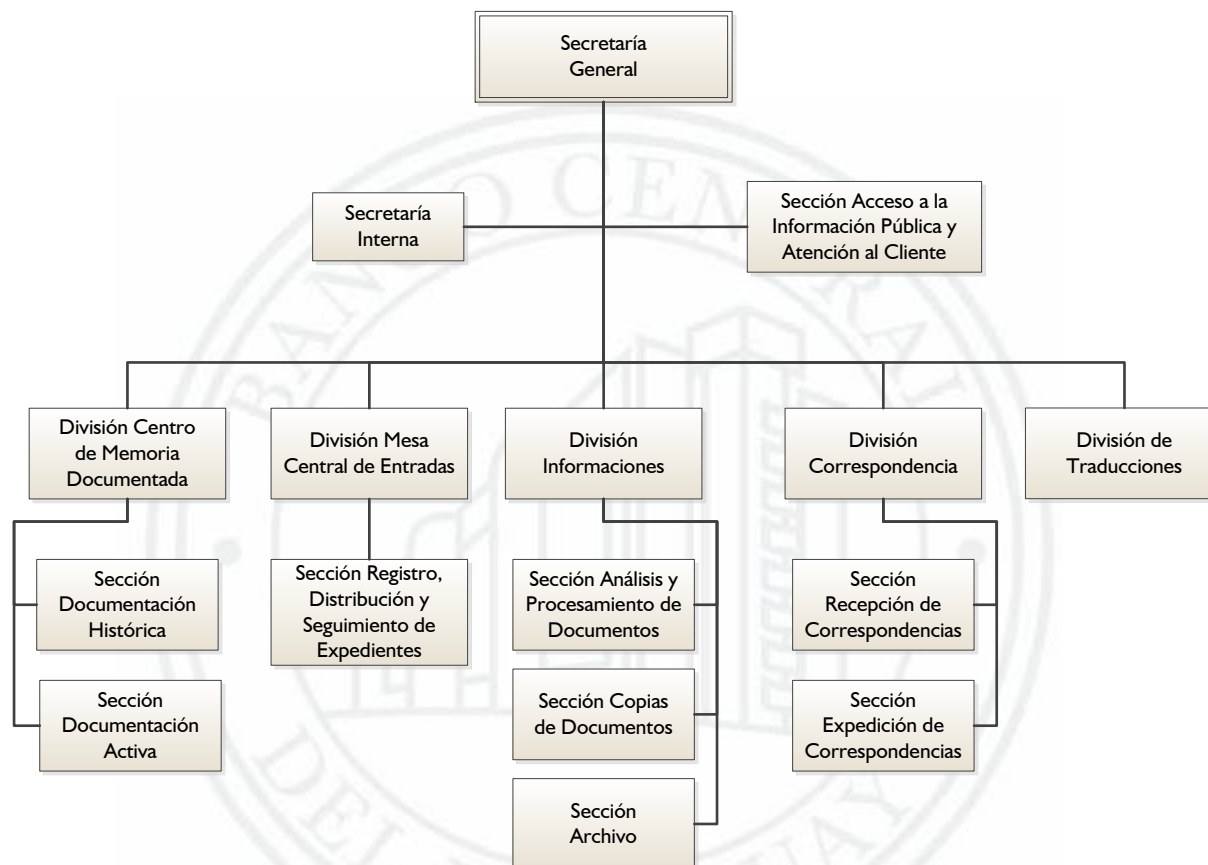 Secretaría
General
Secretaría
Interna
Sección Acceso a la
Información Pública y
Atención al Cliente
División Centro
de Memoria
Documentada
División Mesa
Central de Entradas
División
Informaciones
División
Correspondencia
División de
Traducciones
Sección
Documentación
Histórica
Sección
Documentación
Activa
Sección Registro,
Distribución y
Seguimiento de
Expedientes
Sección Análisis y
Procesamiento de
Documentos
Sección Copias
de Documentos
Sección
Archivo
Sección
Recepción de
Correspondencias
Sección
Expedición de
Correspondencias
BANCO CENTRAL
DEL